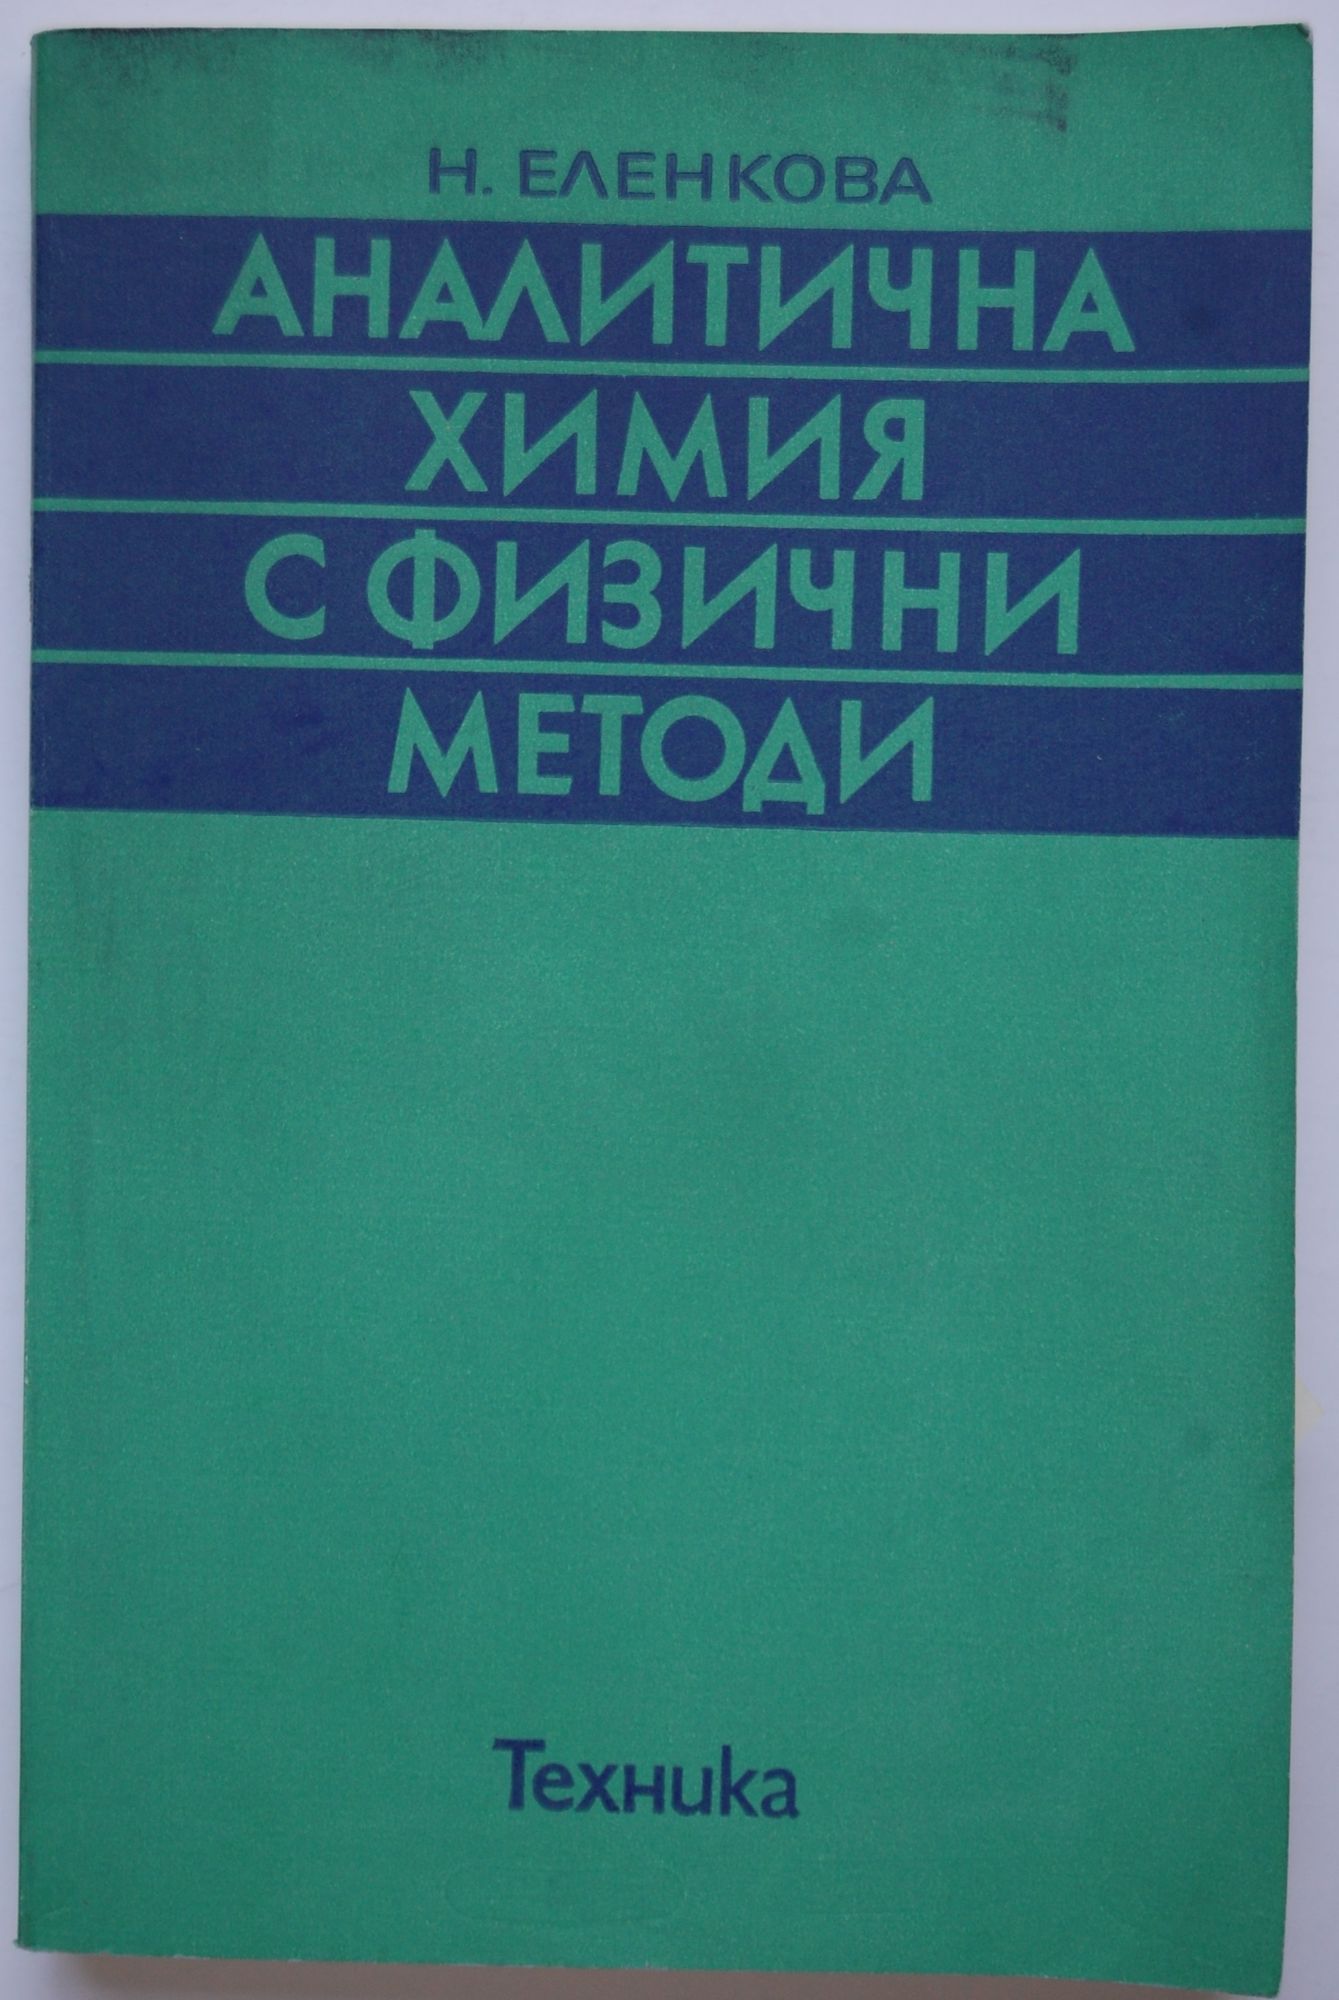 Н. ЕЛЕНКОВА
АНАЛИТИЧНА
ХИМИЯ
С ФИЗИЧНИ
МЕТОДИ
Техника